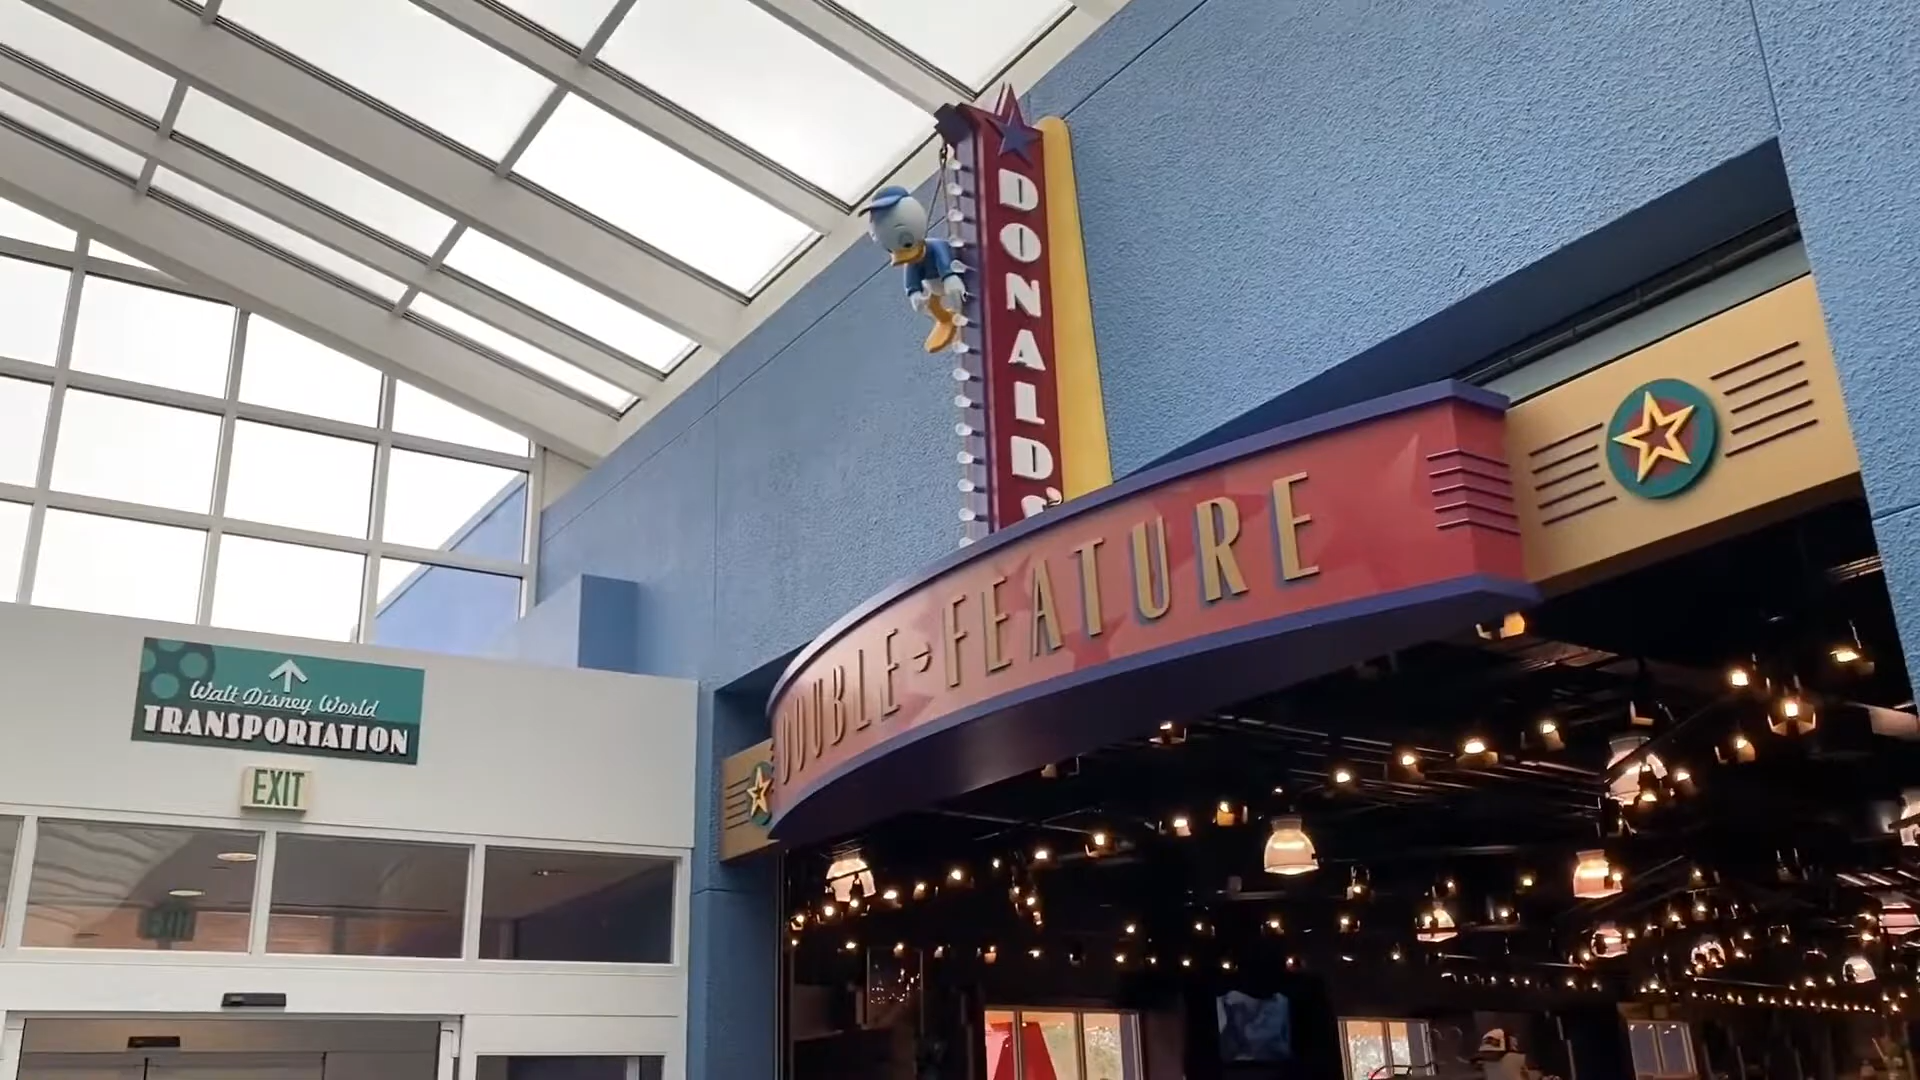 DONALD'S
DOUBLE-FEATURE
Walt Disney World
TRANSPORTATION
EXIT
EXIT